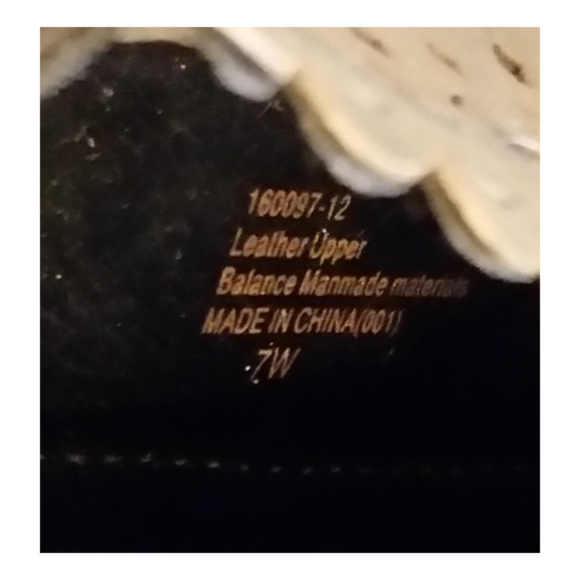 160097-12
Leather Upper
Balance Manmade materials
MADE IN CHINA(001)
7W